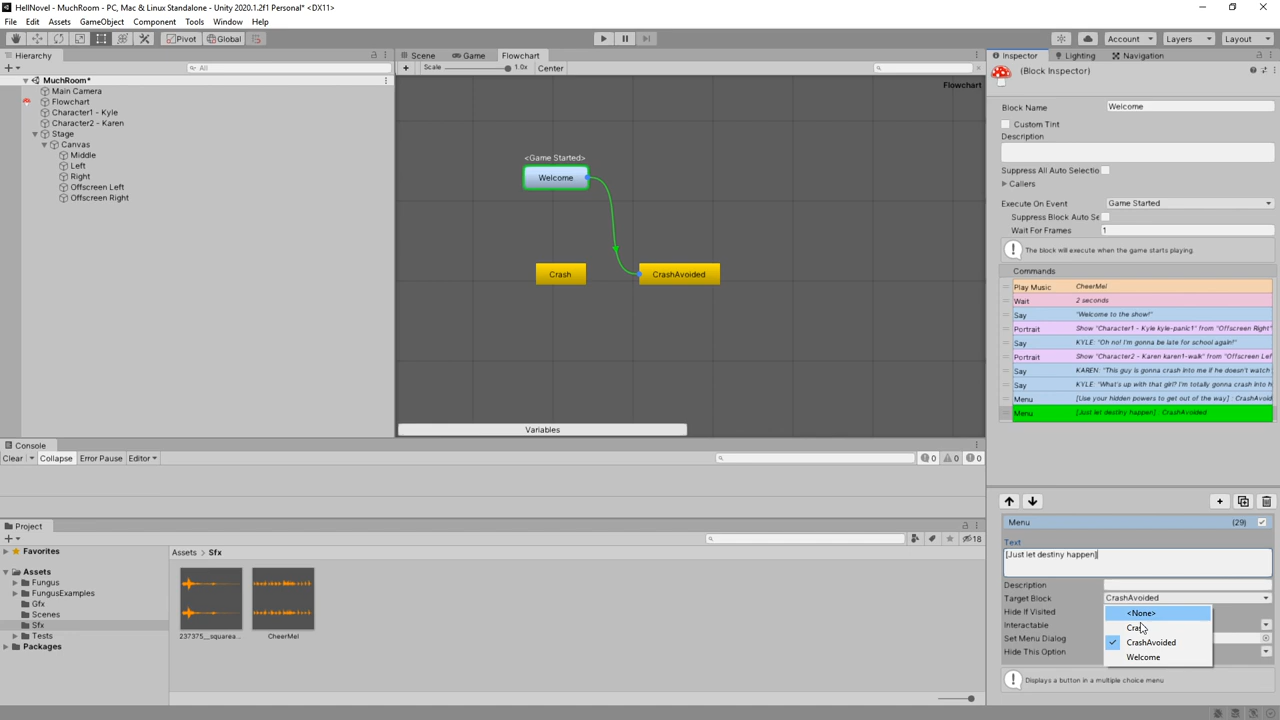 HellNovel - MuchRoom - PC, Mac & Linux Standalone - Unity 2020.1.2f1 Personal* <DX11>
File Edit Assets GameObject Component Tools Window Help
Pivot Global Account Layers Layout
Hierarchy
All
MuchRoom*
Main Camera
Flowchart
Character1 - Kyle
Character2 - Karen
Stage
Canvas
Middle
Left
Right
Offscreen Left
Offscreen Right
Scene Game Flowchart
Scale 1.0x Center
Flowchart
<Game Started>
Welcome
Crash
CrashAvoided
Variables
Console
Clear Collapse Error Pause Editor
0 0 0
Project
18
Favorites
Assets
Fungus
FungusExamples
Gfx
Scenes
Sfx
Tests
Packages
Assets > Sfx
237375__squarea...
CheerMel
Inspector Lighting Navigation
(Block Inspector)
Block Name Welcome
Custom Tint
Description
Suppress All Auto Selectio
Callers
Execute On Event Game Started
Suppress Block Auto Se
Wait For Frames 1
The block will execute when the game starts playing.
Commands
Play Music CheerMel
Wait 2 seconds
Say "Welcome to the show!"
Portrait Show "Character1 - Kyle kyle-panic1" from "Offscreen Right"
Say KYLE: "Oh no! I'm gonna be late for school again!"
Portrait Show "Character2 - Karen karen1-walk" from "Offscreen Lef
Say KAREN: "This guy is gonna crash into me if he doesn't watch
Say KYLE: "What's up with that girl? I'm totally gonna crash into h
Menu [Use your hidden powers to get out of the way] : CrashAvoid
Menu [Just let destiny happen] : CrashAvoided
Menu (29)
Text
[Just let destiny happen]
Description
Target Block CrashAvoided
Hide If Visited
Interactable
Set Menu Dialog
Hide This Option
<None>
Crash
CrashAvoided
Welcome
Displays a button in a multiple choice menu